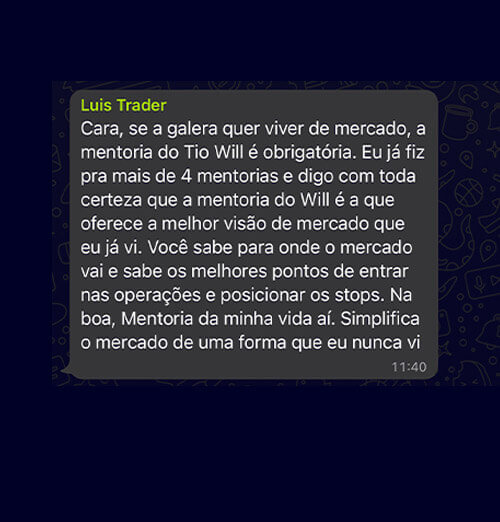 Luis Trader
Cara, se a galera quer viver de mercado, a
mentoria do Tio Will é obrigatória. Eu já fiz
pra mais de 4 mentorias e digo com toda
certeza que a mentoria do Will é a que
oferece a melhor visão de mercado que
eu já vi. Você sabe para onde o mercado
vai e sabe os melhores pontos de entrar
nas operações e posicionar os stops. Na
boa, Mentoria da minha vida aí. Simplifica
o mercado de uma forma que eu nunca vi
11:40